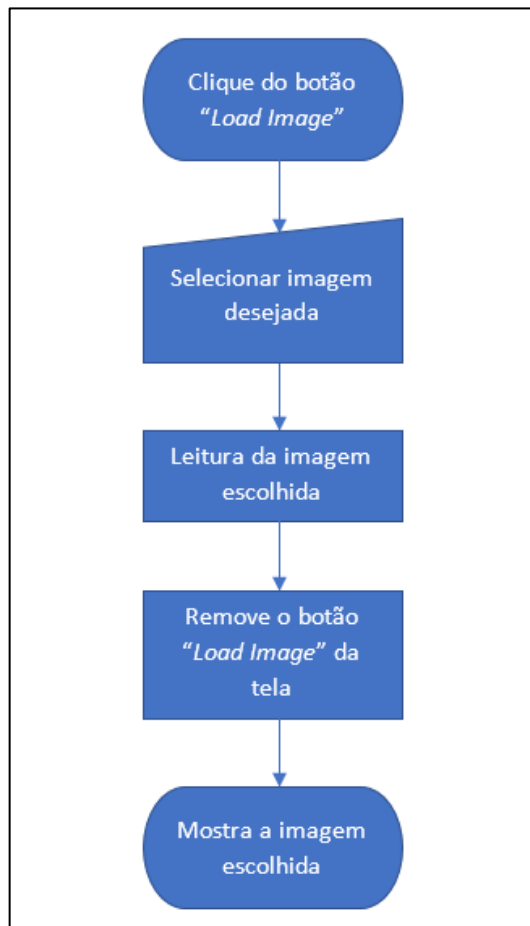 Clique do botão
“Load Image”
Selecionar imagem
desejada
Leitura da imagem
escolhida
Remove o botão
“Load Image” da
tela
Mostra a imagem
escolhida